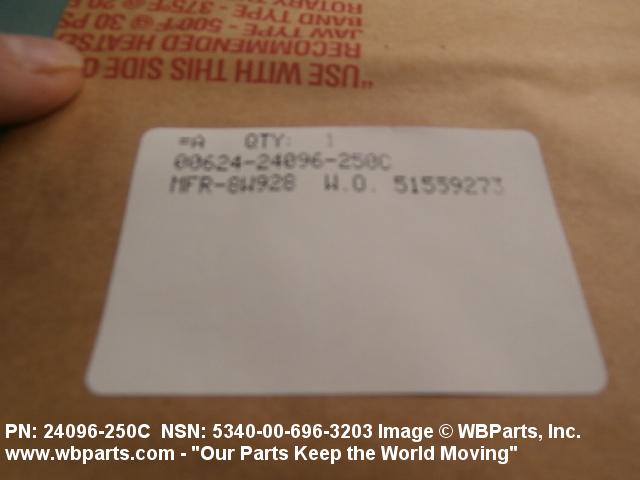 ROTARY
BAND TYPE - 375°F @ 20
JAW TYPE - 500°F @ 30 PS
RECOMMENDED HEATSE
"USE WITH THIS SIDE O
=A QTY: 1
00624-24096-250C
MFR-8W928 W.O. 51559273
PN: 24096-250C NSN: 5340-00-696-3203 Image © WBParts, Inc.
www.wbparts.com - "Our Parts Keep the World Moving"